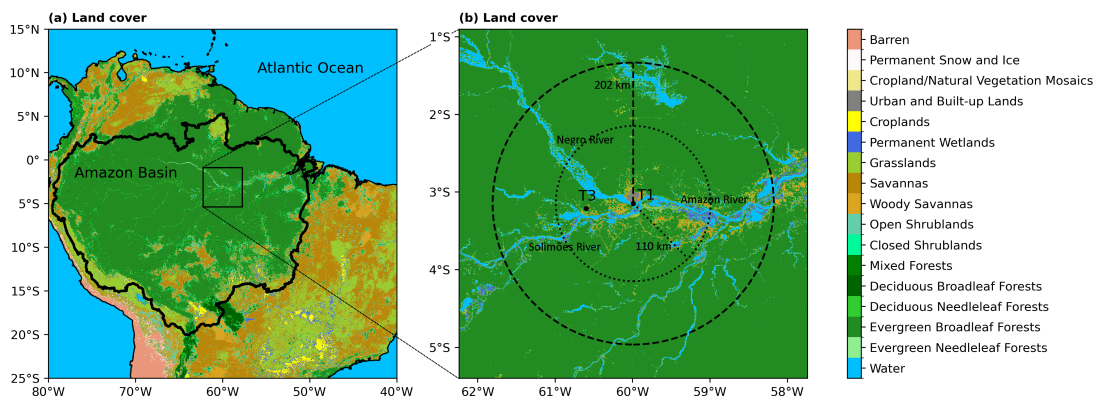 (a) Land cover
15°N
10°N
5°N
0°
5°S
10°S
15°S
20°S
25°S
80°W
70°W
60°W
50°W
40°W
Atlantic Ocean
Amazon Basin
(b) Land cover
1°S
2°S
3°S
4°S
5°S
62°W
61°W
60°W
59°W
58°W
202 km
Negro River
T3
T1
Amazon River
Solimões River
110 km
Barren
Permanent Snow and Ice
Cropland/Natural Vegetation Mosaics
Urban and Built-up Lands
Croplands
Permanent Wetlands
Grasslands
Savannas
Woody Savannas
Open Shrublands
Closed Shrublands
Mixed Forests
Deciduous Broadleaf Forests
Deciduous Needleleaf Forests
Evergreen Broadleaf Forests
Evergreen Needleleaf Forests
Water